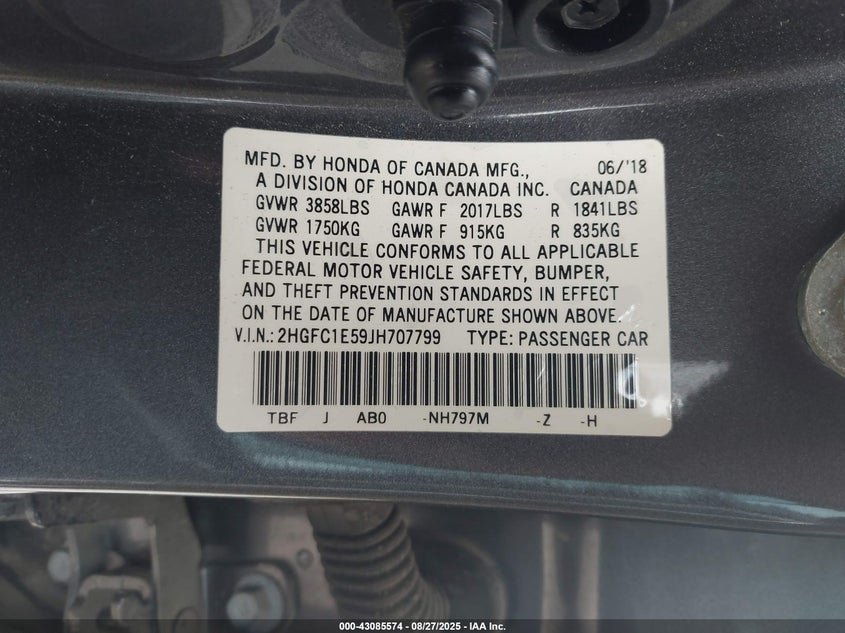 MFD. BY HONDA OF CANADA MFG., 06/'18
A DIVISION OF HONDA CANADA INC. CANADA
GVWR 3858LBS GAWR F 2017LBS R 1841LBS
GVWR 1750KG GAWR F 915KG R 835KG
THIS VEHICLE CONFORMS TO ALL APPLICABLE
FEDERAL MOTOR VEHICLE SAFETY, BUMPER,
AND THEFT PREVENTION STANDARDS IN EFFECT
ON THE DATE OF MANUFACTURE SHOWN ABOVE.
V.I.N.: 2HGFC1E59JH707799 TYPE: PASSENGER CAR
TBF J AB0 -NH797M -Z -H
000-43085574 - 08/27/2025 - IAA Inc.